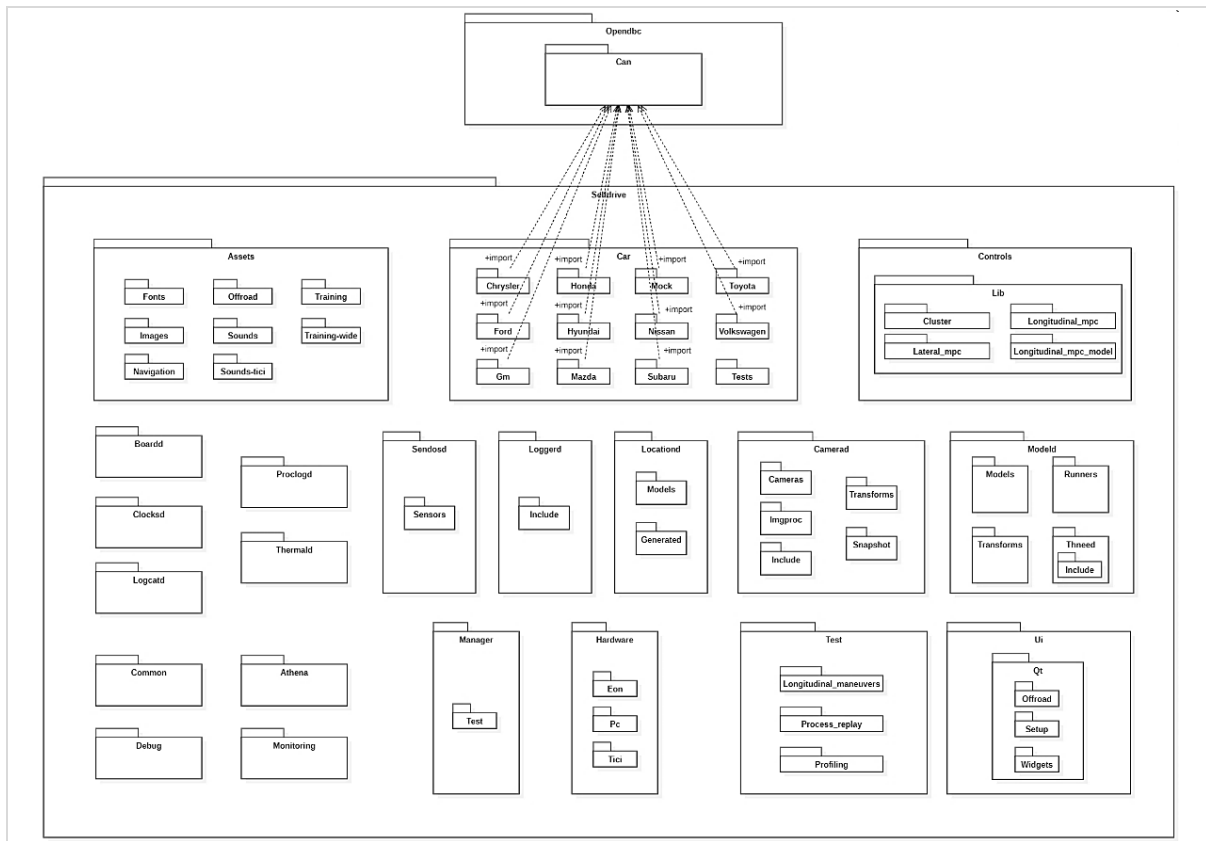 Opendbc
Can
Selfdrive
Assets
Fonts
Offroad
Training
Images
Sounds
Training-wide
Navigation
Sounds-tici
Car
+import
+import
+import
+import
Chrysler
Honda
Mock
Toyota
+import
+import
+import
+import
Ford
Hyundai
Nissan
Volkswagen
+import
+import
+import
Gm
Mazda
Subaru
Tests
Controls
Lib
Cluster
Longitudinal_mpc
Lateral_mpc
Longitudinal_mpc_model
Boardd
Proclogd
Clocksd
Thermald
Logcatd
Sendosd
Sensors
Loggerd
Include
Locationd
Models
Generated
Camerad
Cameras
Transforms
Imgproc
Snapshot
Include
Modeld
Models
Runners
Transforms
Thneed
Include
Common
Athena
Debug
Monitoring
Manager
Test
Hardware
Eon
Pc
Tici
Test
Longitudinal_maneuvers
Process_replay
Profiling
Ui
Qt
Offroad
Setup
Widgets